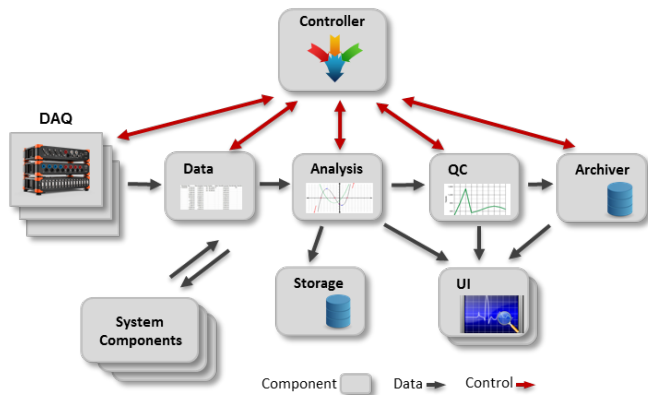 Controller
DAQ
Data
Analysis
QC
Archiver
Storage
UI
System
Components
Component
Data
Control